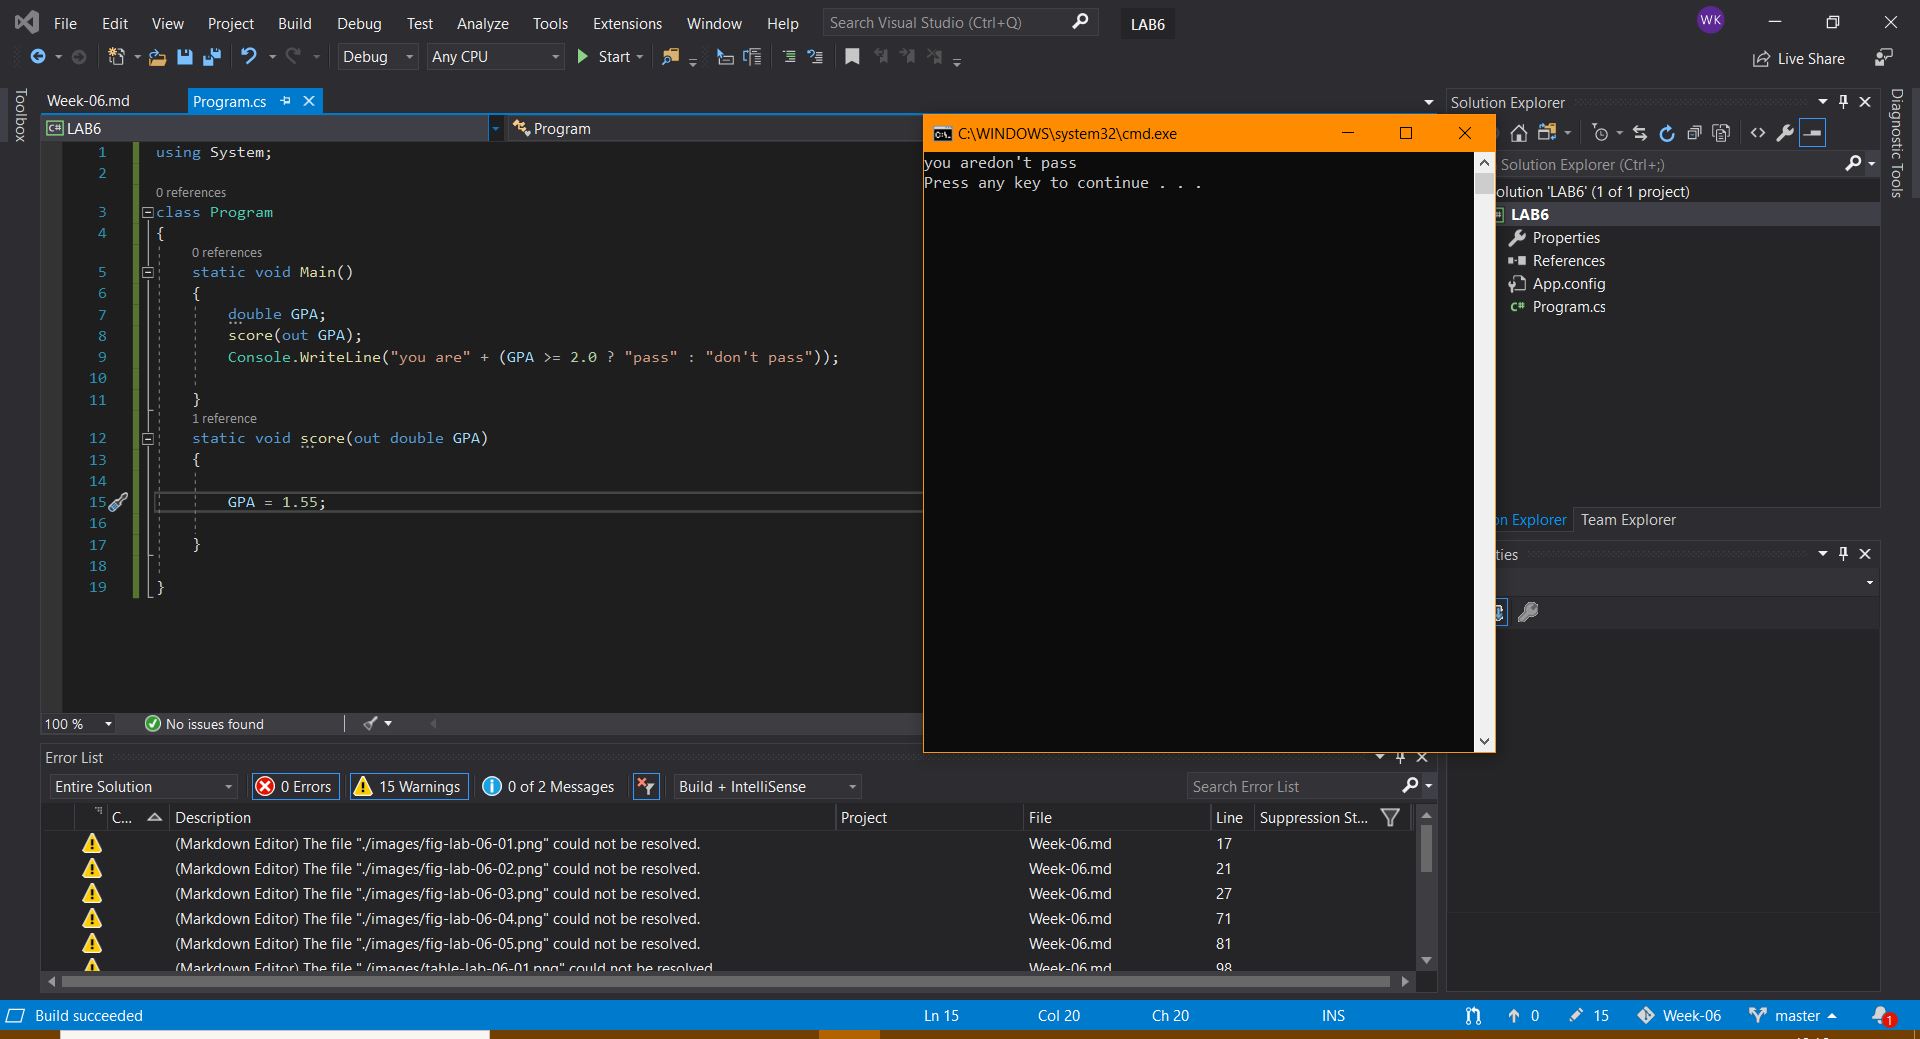 File Edit View Project Build Debug Test Analyze Tools Extensions Window Help Search Visual Studio (Ctrl+Q) LAB6 WK
Debug Any CPU Start Live Share
Toolbox
Week-06.md Program.cs
LAB6 Program
1 using System;
2
0 references
3 class Program
4 {
0 references
5 static void Main()
6 {
7 double GPA;
8 score(out GPA);
9 Console.WriteLine("you are" + (GPA >= 2.0 ? "pass" : "don't pass"));
10
11 }
1 reference
12 static void score(out double GPA)
13 {
14
15 GPA = 1.55;
16
17 }
18
19 }
100 % No issues found
C:\WINDOWS\system32\cmd.exe
you aredon't pass
Press any key to continue . . .
Solution Explorer
Solution Explorer (Ctrl+;)
olution 'LAB6' (1 of 1 project)
LAB6
Properties
References
App.config
C# Program.cs
on Explorer Team Explorer
ties
Diagnostic Tools
Error List
Entire Solution 0 Errors 15 Warnings 0 of 2 Messages Build + IntelliSense Search Error List
C... Description Project File Line Suppression St...
(Markdown Editor) The file "./images/fig-lab-06-01.png" could not be resolved. Week-06.md 17
(Markdown Editor) The file "./images/fig-lab-06-02.png" could not be resolved. Week-06.md 21
(Markdown Editor) The file "./images/fig-lab-06-03.png" could not be resolved. Week-06.md 27
(Markdown Editor) The file "./images/fig-lab-06-04.png" could not be resolved. Week-06.md 71
(Markdown Editor) The file "./images/fig-lab-06-05.png" could not be resolved. Week-06.md 81
(Markdown Editor) The file "./images/table-lab-06-01.png" could not be resolved. Week-06.md 98
Build succeeded Ln 15 Col 20 Ch 20 INS 0 15 Week-06 master 1